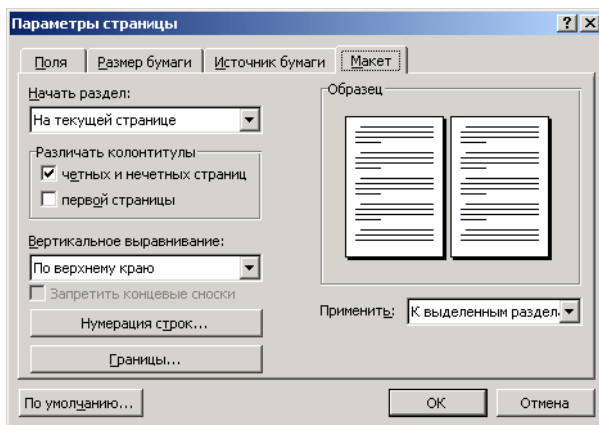 Параметры страницы
Поля
Размер бумаги
Источник бумаги
Макет
Начать раздел:
На текущей странице
Различать колонтитулы
четных и нечетных страниц
первой страницы
Вертикальное выравнивание:
По верхнему краю
Запретить концевые сноски
Нумерация строк...
Границы...
Образец
Применить:
К выделенным раздел
По умолчанию...
ОК
Отмена